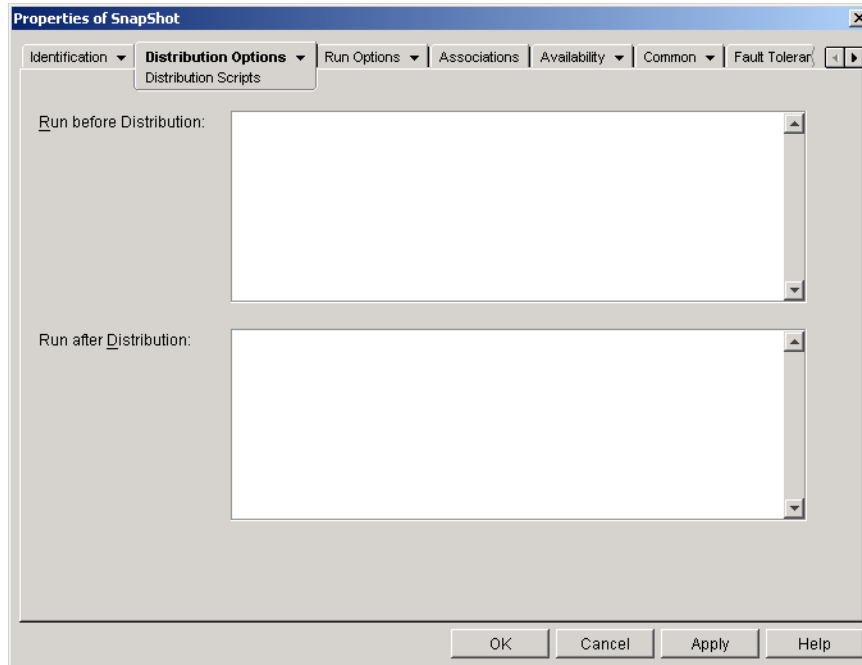 Properties of SnapShot
Identification Distribution Options Run Options Associations Availability Common Fault
Distribution Scripts
Run before Distribution:
Run after Distribution:
OK Cancel Apply Help